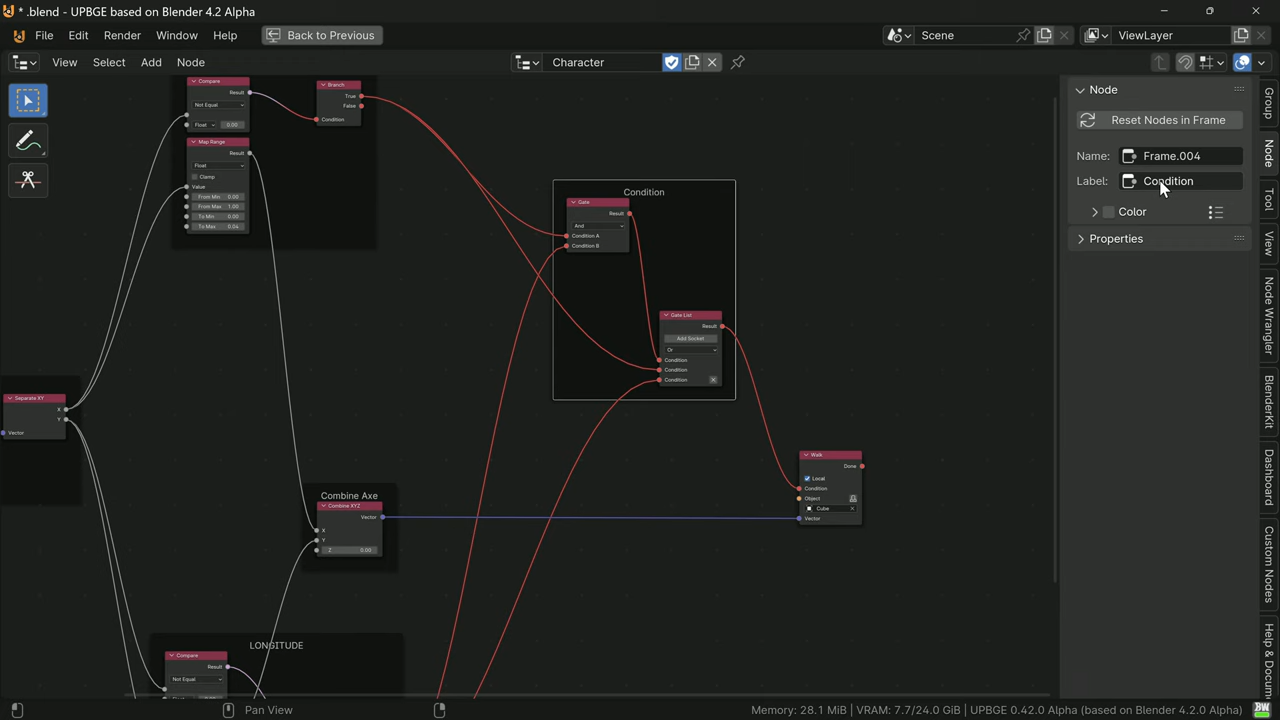 * .blend - UPBGE based on Blender 4.2 Alpha
File Edit Render Window Help Back to Previous Scene ViewLayer
View Select Add Node Character
Compare
Result
Not Equal
Float 0.00
Branch
True
False
Condition
Map Range
Result
Float
Clamp
Value
From Min 0.00
From Max 1.00
To Min 0.00
To Max 0.04
Condition
Gate
Result
And
Condition A
Condition B
Gate List
Result
Add Socket
Or
Condition
Condition
Condition
Separate XY
X
Y
Vector
Walk
Done
Local
Condition
Object
Cube
Vector
Combine Axe
Combine XYZ
Vector
X
Y
Z 0.00
LONGITUDE
Compare
Result
Not Equal
Node
Reset Nodes in Frame
Name: Frame.004
Label: Condition
Color
Properties
Group
Node
Tool
View
Node Wrangler
BlenderKit
Dashboard
Custom Nodes
Help & Docum
Pan View
Memory: 28.1 MiB | VRAM: 7.7/24.0 GiB | UPBGE 0.42.0 Alpha (based on Blender 4.2.0 Alpha)
BW